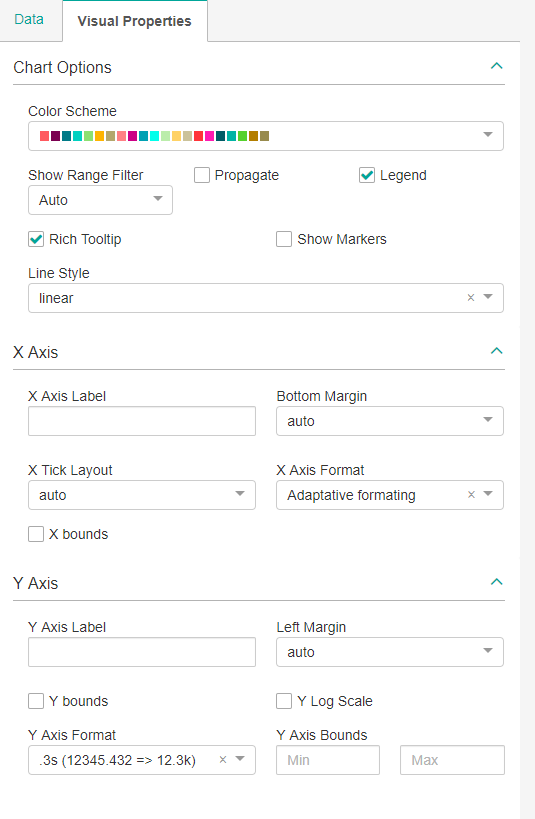 Data
Visual Properties
Chart Options
Color Scheme
Show Range Filter
Propagate
Legend
Auto
Rich Tooltip
Show Markers
Line Style
linear ×
X Axis
X Axis Label
Bottom Margin
auto
X Tick Layout
X Axis Format
auto
Adaptative formating ×
X bounds
Y Axis
Y Axis Label
Left Margin
auto
Y bounds
Y Log Scale
Y Axis Format
Y Axis Bounds
.3s (12345.432 => 12.3k) ×
Min
Max